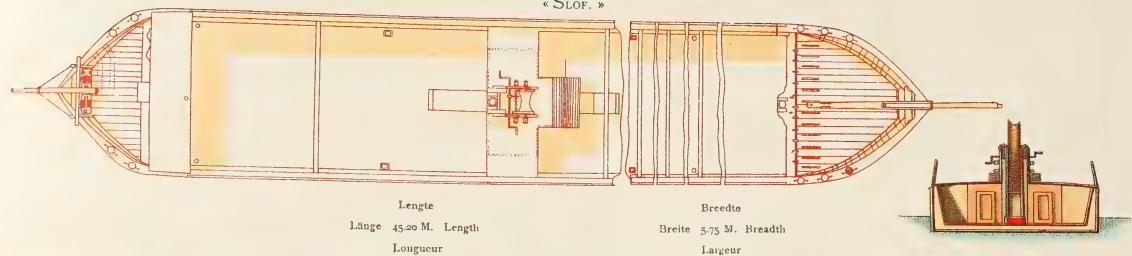 « SLOF. »
Lengte
Länge 45.20 M. Length
Longueur
Breedte
Breite 5.75 M. Breadth
Largeur